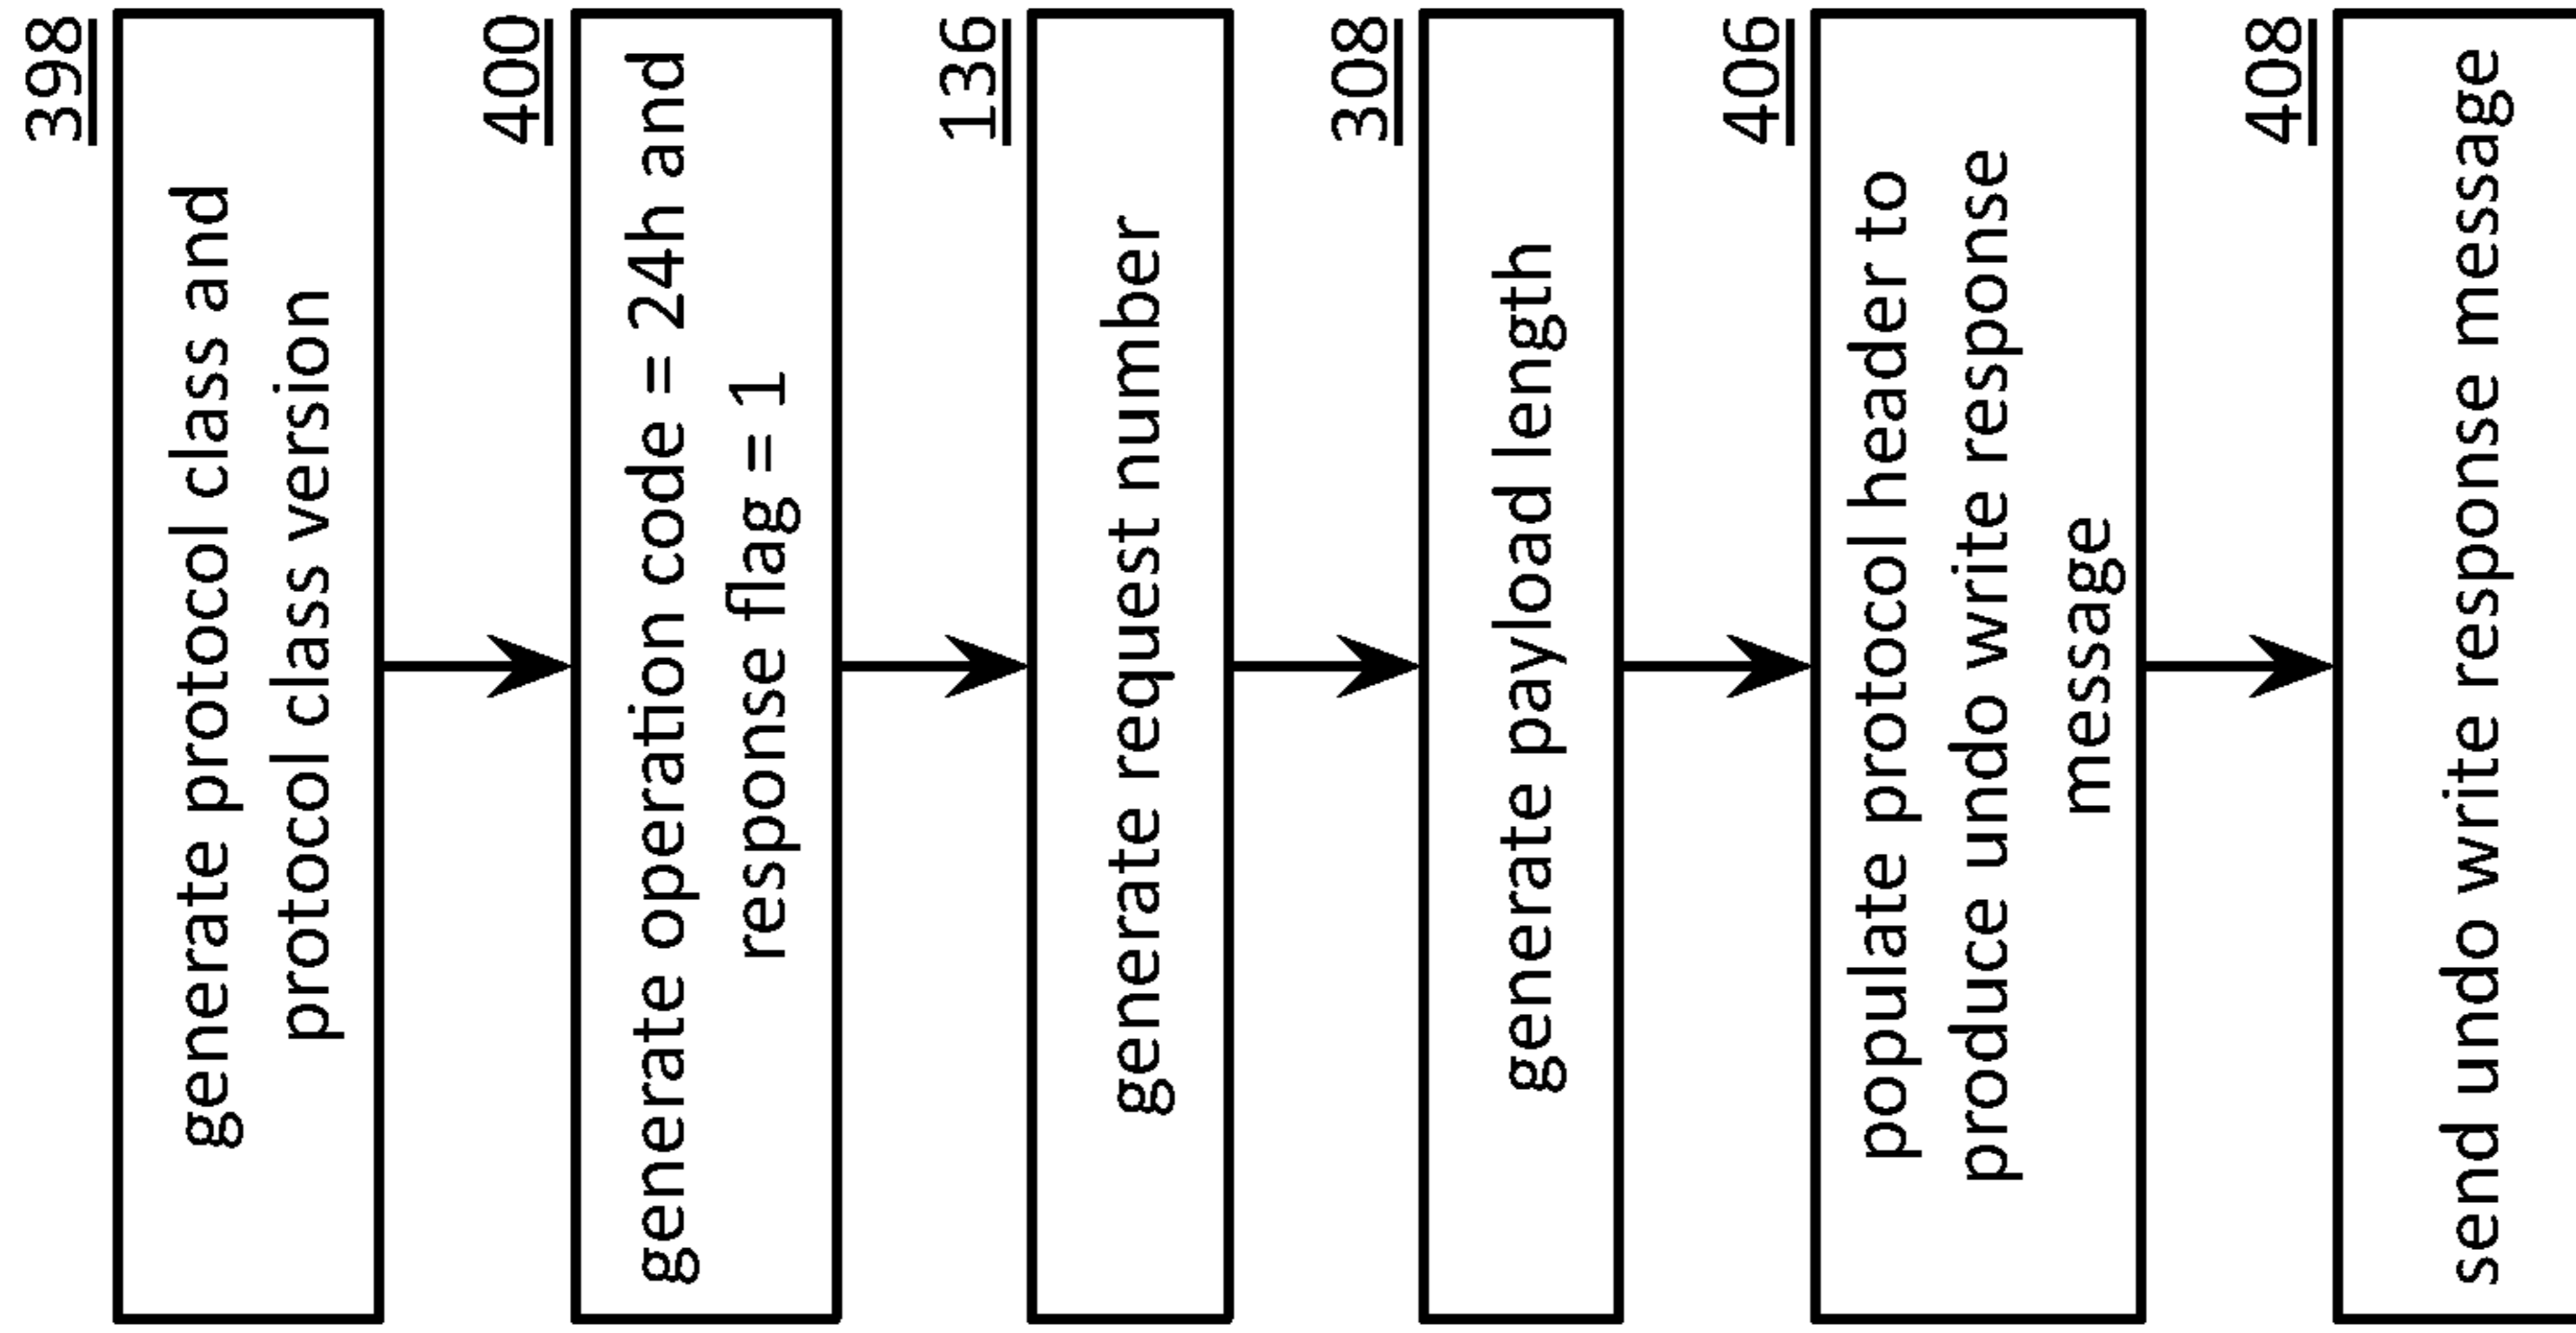 398
generate protocol class and
protocol class version
400
generate operation code = 24h and
response flag = 1
136
generate request number
308
generate payload length
406
populate protocol header to
produce undo write response
message
408
send undo write response message